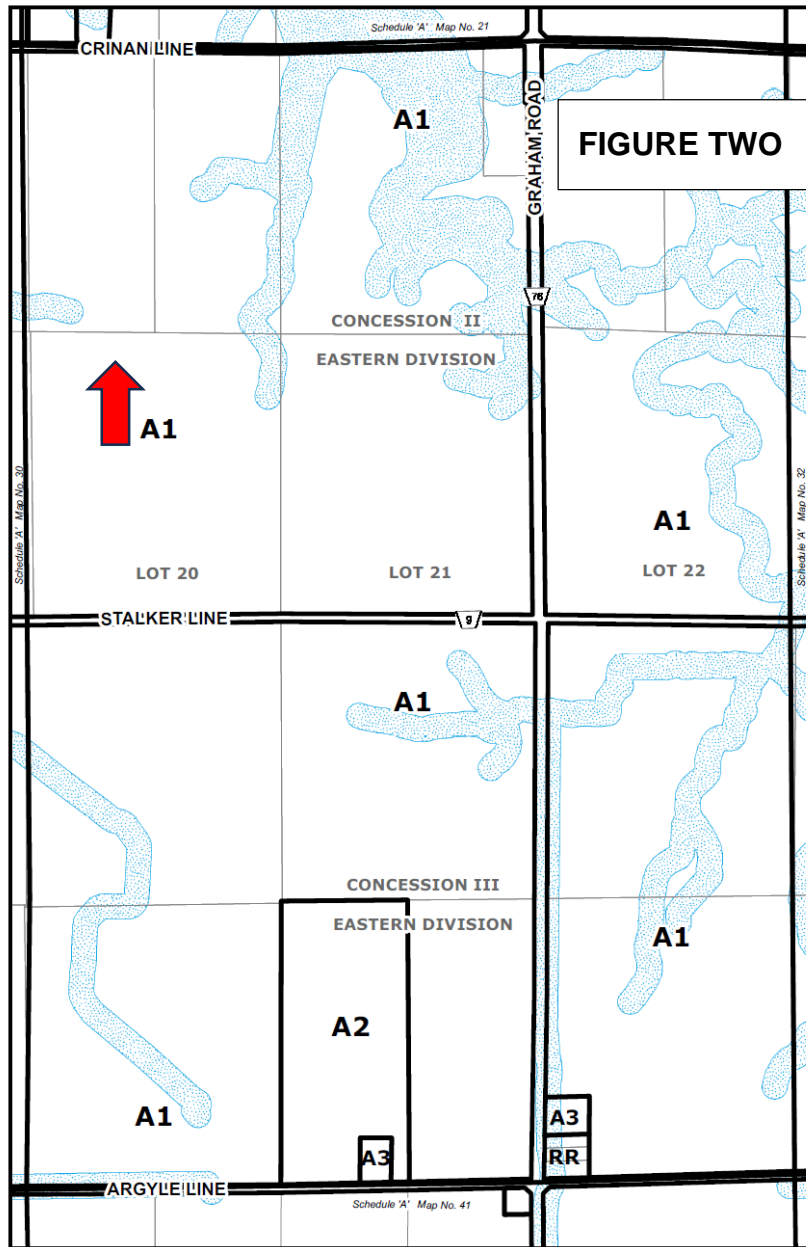 Schedule 'A' Map No. 21
CRINAN LINE
A1
GRAHAM ROAD
FIGURE TWO
76
CONCESSION II
EASTERN DIVISION
A1
Schedule 'A' Map No. 30
A1
Schedule 'A' Map No. 32
LOT 20
LOT 21
LOT 22
STALKER LINE
9
A1
CONCESSION III
EASTERN DIVISION
A1
A2
A1
A3
A3
RR
ARGYLE LINE
Schedule 'A' Map No. 41